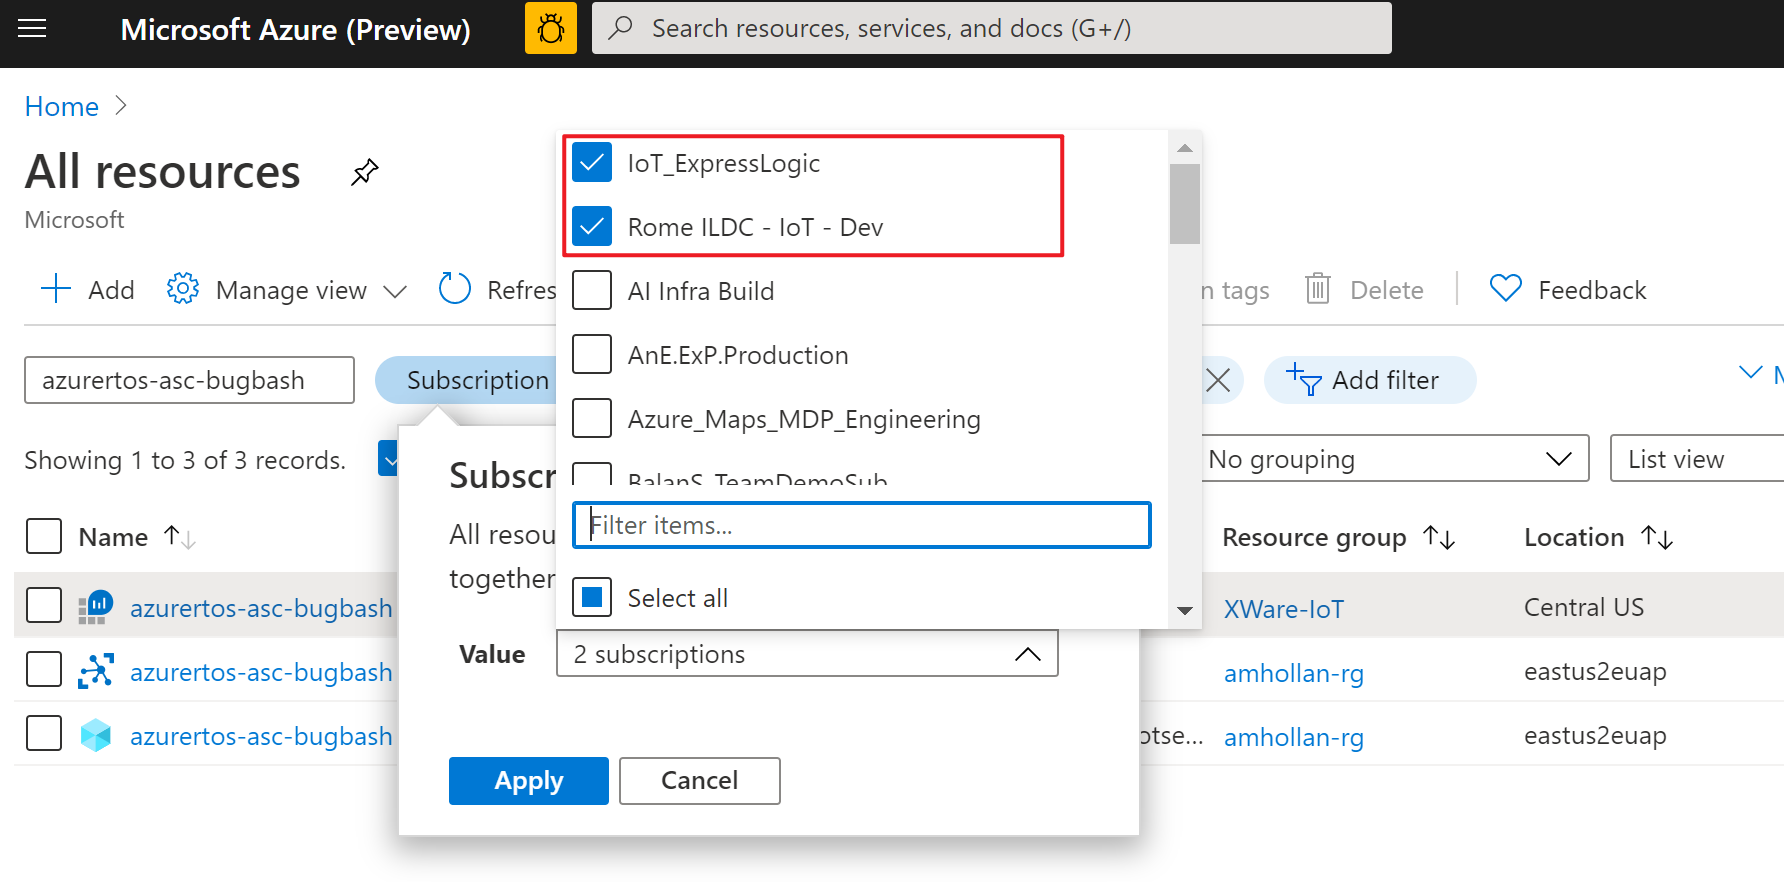 Microsoft Azure (Preview)
Search resources, services, and docs (G+/)
Home
All resources
Microsoft
Add
Manage view
Refres
n tags
Delete
Feedback
IoT_ExpressLogic
Rome ILDC - IoT - Dev
AI Infra Build
AnE.ExP.Production
Azure_Maps_MDP_Engineering
BalanS_TeamDemoSub
Filter items...
Select all
azurertos-asc-bugbash
Subscription
Add filter
Showing 1 to 3 of 3 records.
No grouping
List view
Subscr
All resou
together
Value
2 subscriptions
Apply
Cancel
Name
Resource group
Location
azurertos-asc-bugbash
XWare-IoT
Central US
azurertos-asc-bugbash
amhollan-rg
eastus2euap
azurertos-asc-bugbash
otse...
amhollan-rg
eastus2euap